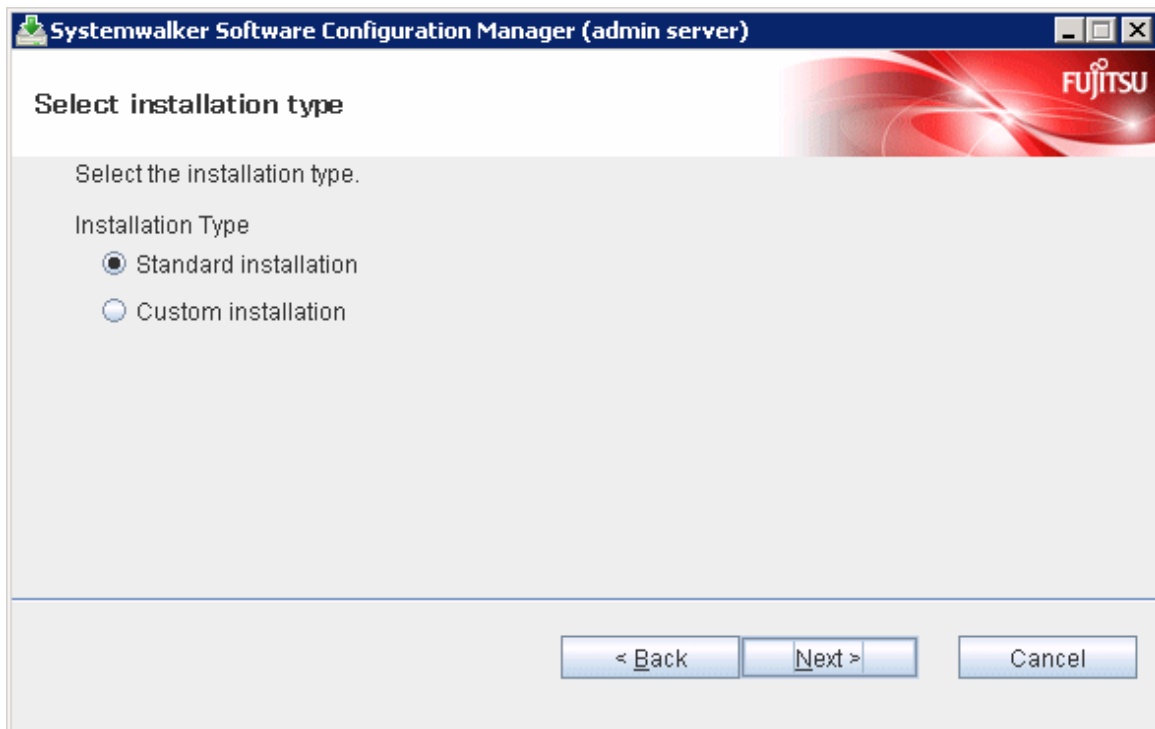 Systemwalker Software Configuration Manager (admin server)
FUJITSU
Select installation type
Select the installation type.
Installation Type
Standard installation
Custom installation
< Back
Next >
Cancel